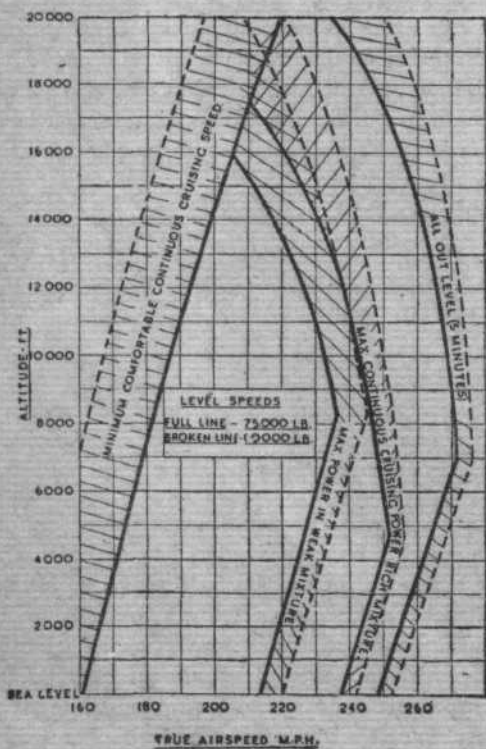 20000
18000
16000
14000
12000
10000
8000
6000
4000
2000
SEA LEVEL
ALTITUDE-FT
160
180
200
220
240
260
TRUE AIRSPEED M.P.H.
MINIMUM COMFORTABLE CONTINUOUS CRUISING SPEED
LEVEL SPEEDS
FULL LINE - 75000 LB.
BROKEN LINE - LB
MAX POWER IN WEAK MIXTURE
MAX CONTINUOUS CRUISING POWER RICH MIXTURE
ALL OUT LEVEL 5 MINUTES